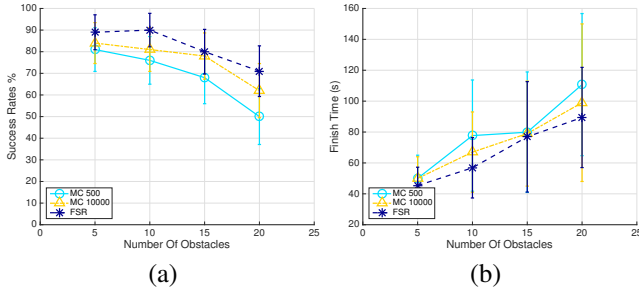 100
90
80
70
60
50
40
30
20
10
0
Success Rates %
MC 500
MC 10000
FSR
0 5 10 15 20 25
Number Of Obstacles
(a)
160
140
120
100
80
60
40
20
Finish Time (s)
MC 500
MC 10000
FSR
0 5 10 15 20 25
Number Of Obstacles
(b)